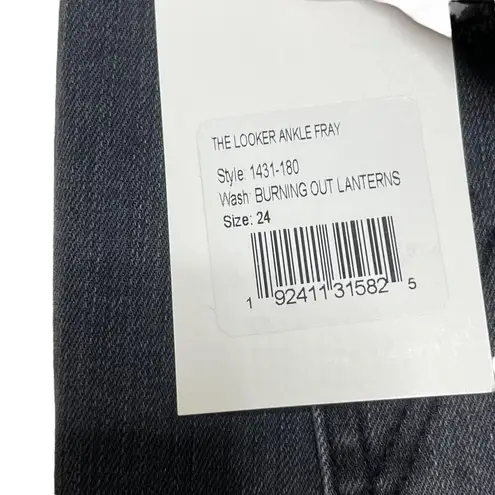 THE LOOKER ANKLE FRAY
Style 1431-180
Wash BURNING OUT LANTERNS
Size: 24
1 92411 31582 5